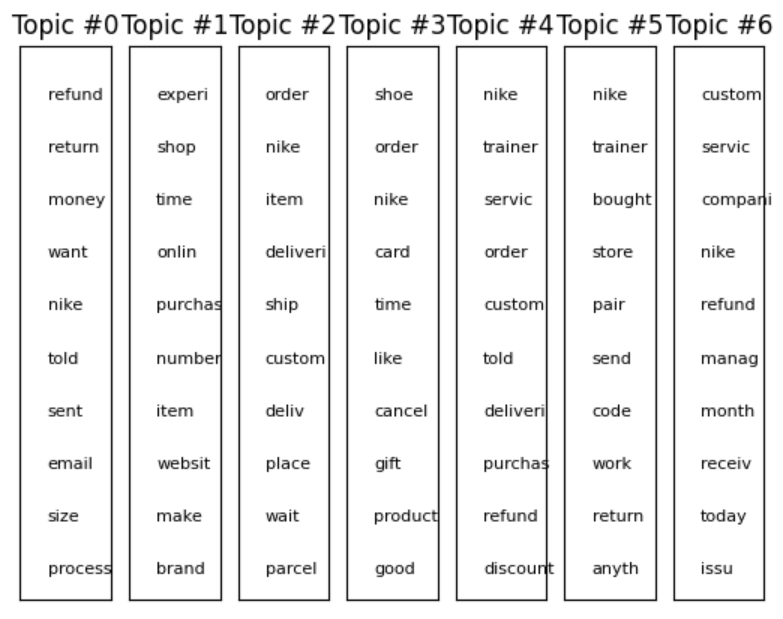 Topic #0 Topic #1 Topic #2 Topic #3 Topic #4 Topic #5 Topic #6
refund experi order shoe nike nike custom
return shop nike order trainer trainer servic
money time item nike servic bought compani
want onlin deliveri card order store nike
nike purchas ship time custom pair refund
told number custom like told send manag
sent item deliv cancel deliveri code month
email websit place gift purchas work receiv
size make wait product refund return today
process brand parcel good discount anyth issu